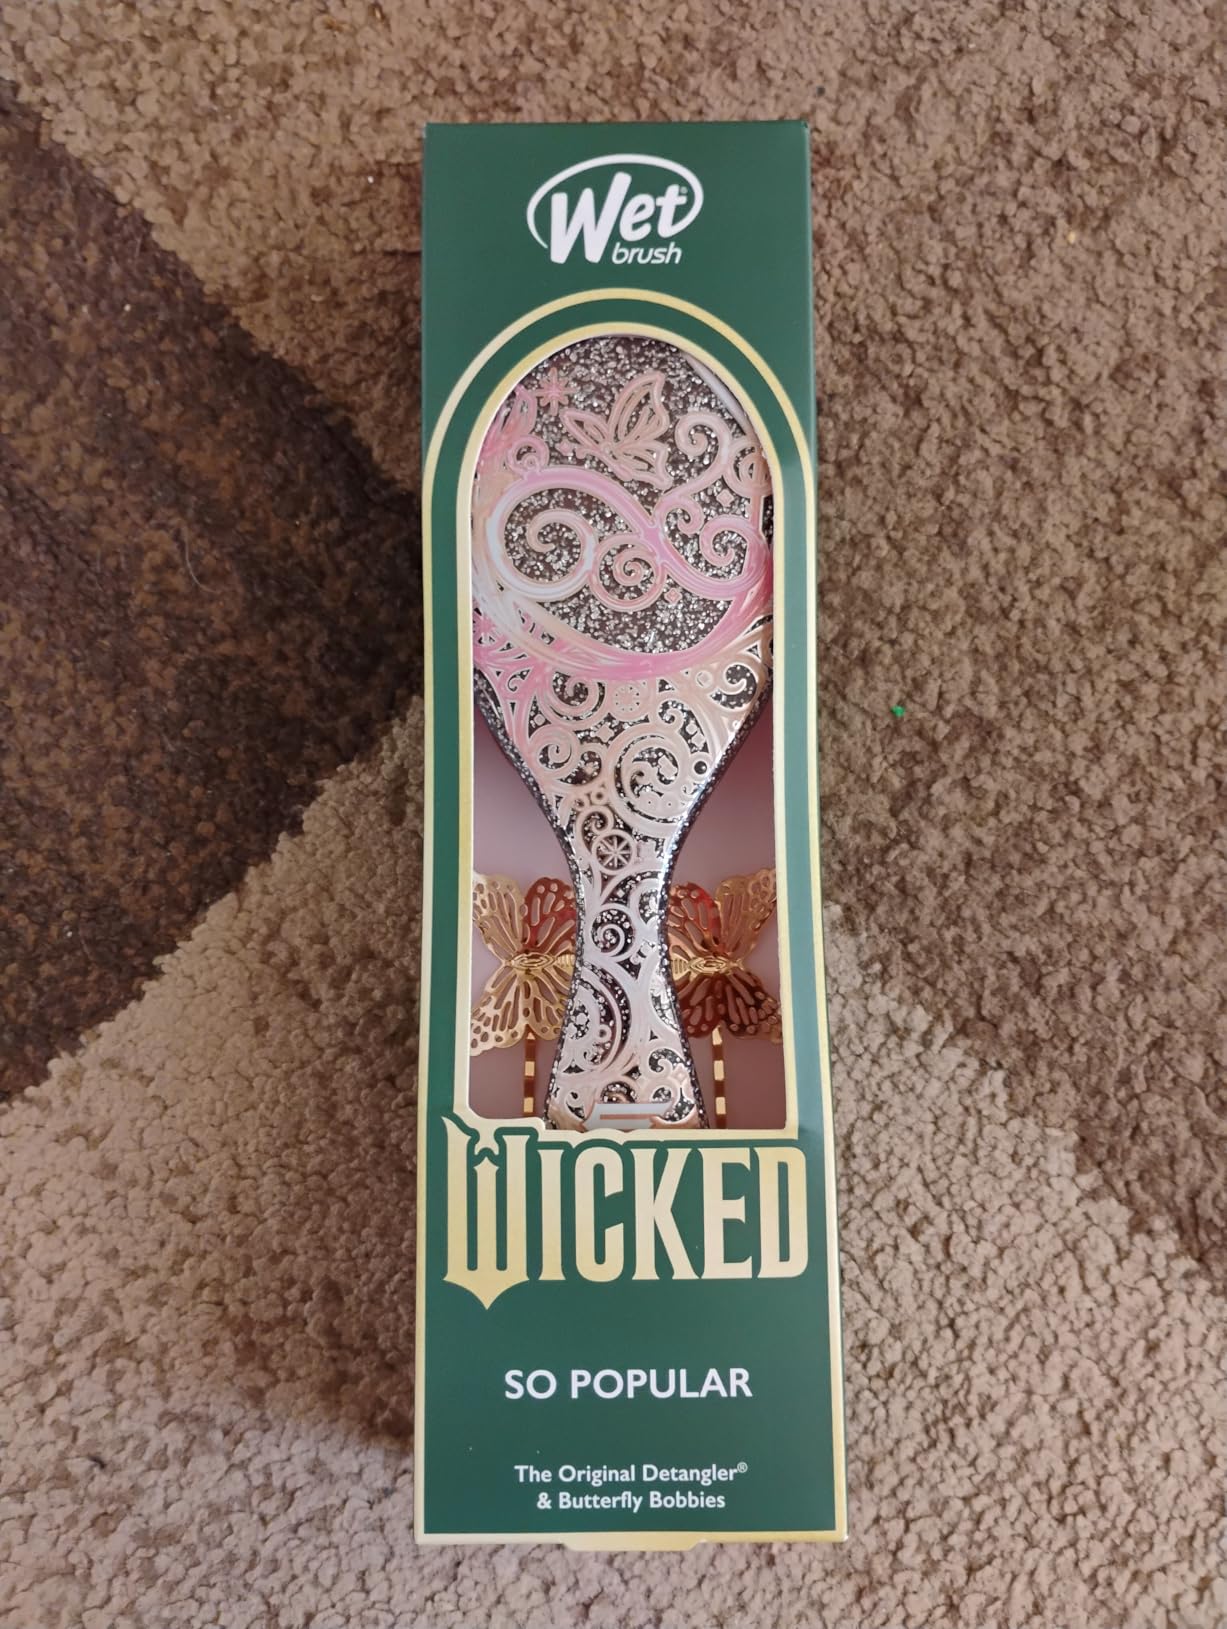 Wet®
brush
WICKED
SO POPULAR
The Original Detangler®
& Butterfly Bobbies